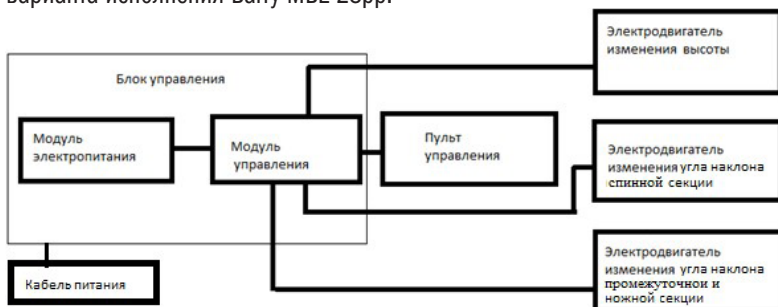 варианта исполнения Barry MBE-2Spp.
Электродвигатель
изменения высоты
Блок управления
Модуль
электропитания
Модуль
управления
Пульт
управления
Электродвигатель
изменения угла наклона
спинной секции
Электродвигатель
изменения угла наклона
промежуточной и
ножной секции
Кабель питания